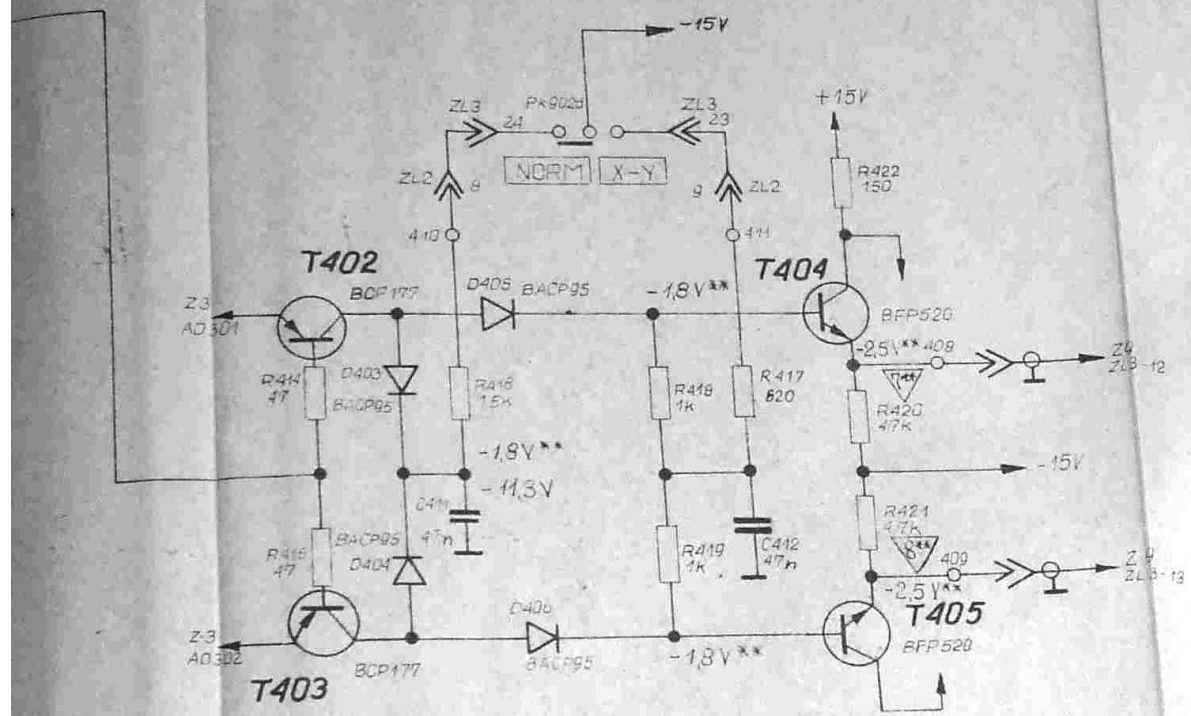 -15V
+15V
ZL3
24
Pk902d
ZL3
23
NORM
X-Y
R422
150
ZL2
8
9
ZL2
410
411
T402
BCP177
D405
BACP95
-1,8V**
T404
BFP520
Z3
AD301
-2,5V**
408
Z9
ZL3-12
7**
R414
47
D403
BACP95
R416
1,5k
R418
1k
R417
620
R420
4,7k
-1,8V**
-11,3V
-15V
C411
47n
R415
47
BACP95
D404
R419
1k
C412
47n
R421
4,7k
8**
409
Z9
ZL3-13
-2,5V**
T405
BFP520
D406
BACP95
-1,8V**
Z3
AD302
BCP177
T403